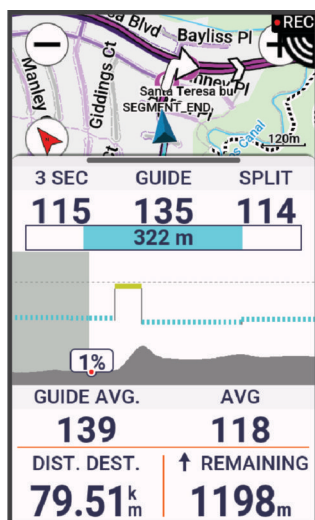 Blvd
Bayliss Pl
REC
Manley
Giddings Ct
Santa Teresa bu
SEGMENT_END
Canal
120m
3 SEC GUIDE SPLIT
115 135 114
322 m
1%
GUIDE AVG. AVG
139 118
DIST. DEST. ↑ REMAINING
79.51 km 1198m